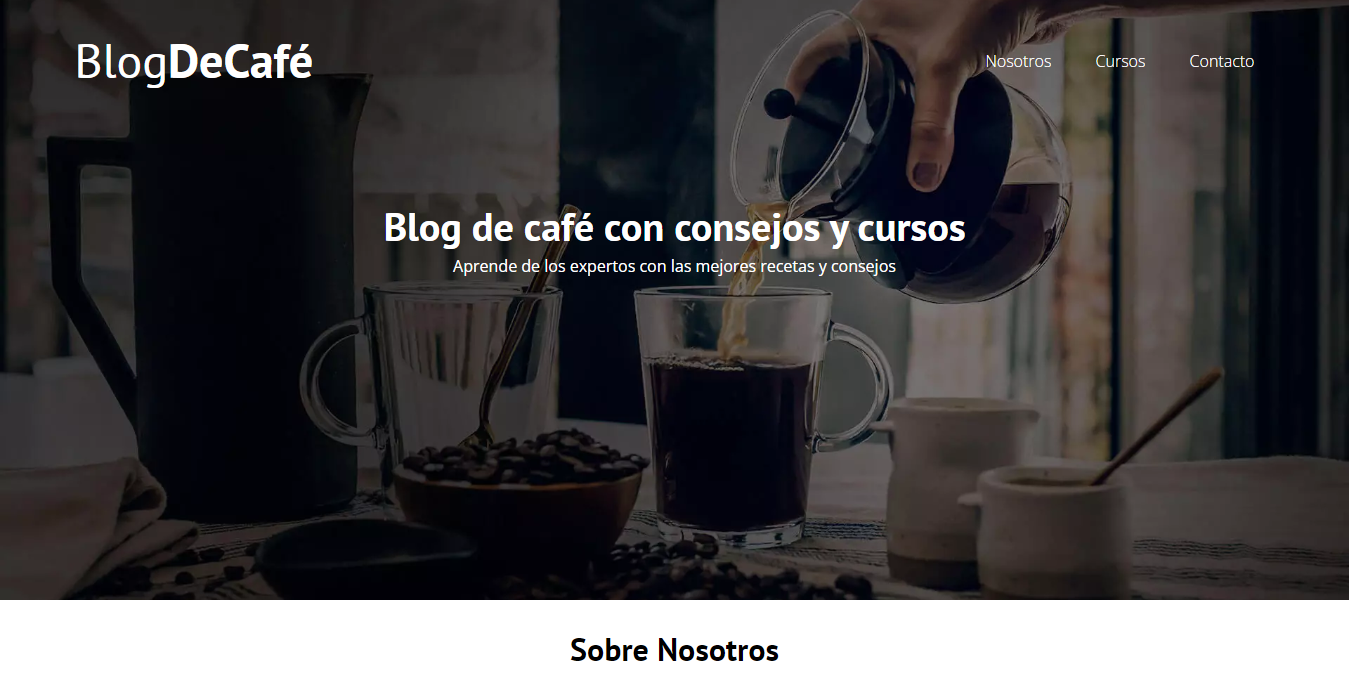 BlogDeCafé
Nosotros Cursos Contacto
Blog de café con consejos y cursos
Aprende de los expertos con las mejores recetas y consejos
Sobre Nosotros